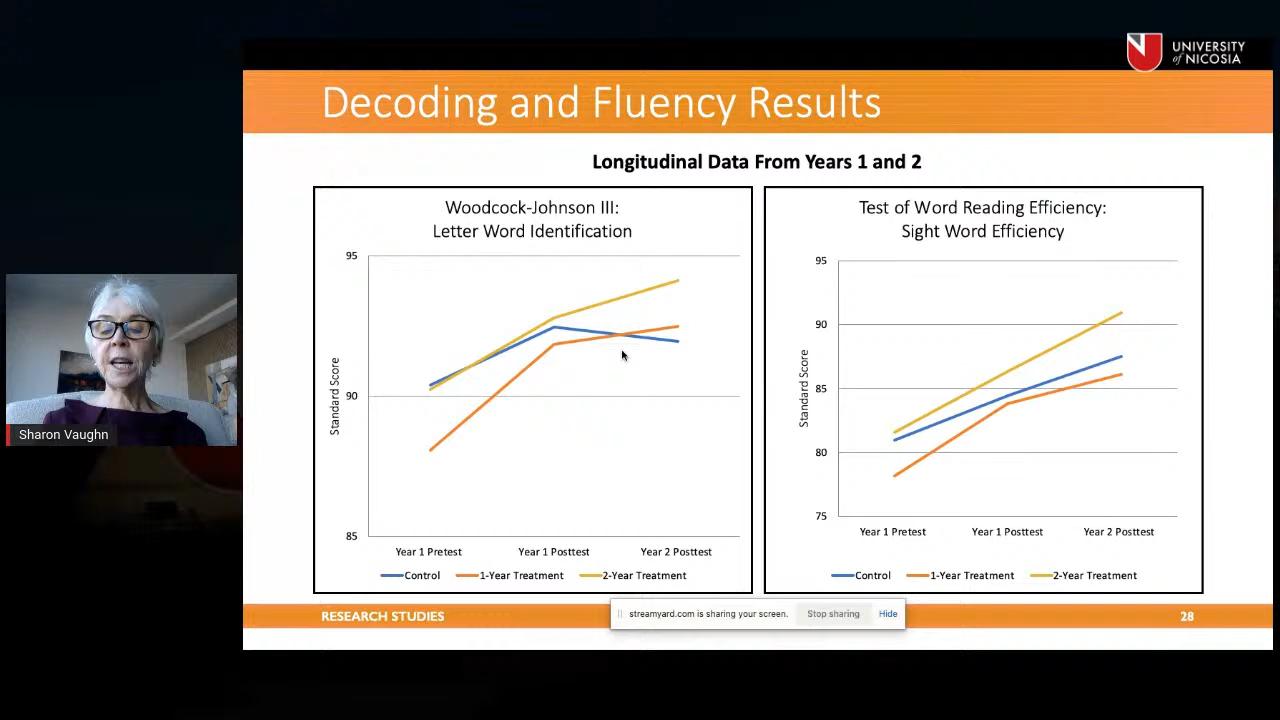 UNIVERSITY
of NICOSIA
Decoding and Fluency Results
Longitudinal Data From Years 1 and 2
Woodcock-Johnson III:
Letter Word Identification
95
90
85
Standard Score
Year 1 Pretest Year 1 Posttest Year 2 Posttest
Control 1-Year Treatment 2-Year Treatment
Test of Word Reading Efficiency:
Sight Word Efficiency
95
90
85
80
75
Standard Score
Year 1 Pretest Year 1 Posttest Year 2 Posttest
Control 1-Year Treatment 2-Year Treatment
Sharon Vaughn
RESEARCH STUDIES
streamyard.com is sharing your screen. Stop sharing Hide
28